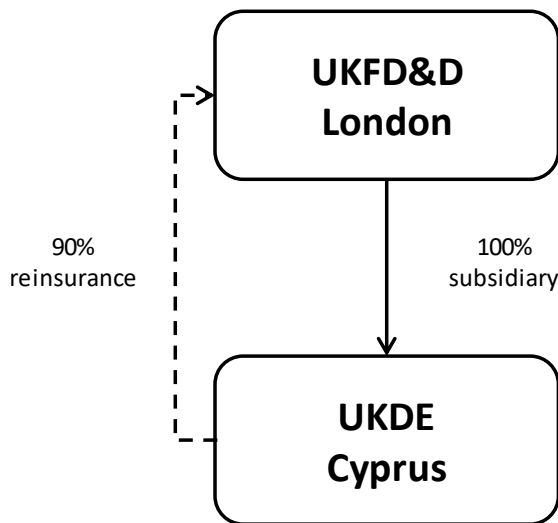 UKFD&D
London
90%
reinsurance
100%
subsidiary
UKDE
Cyprus